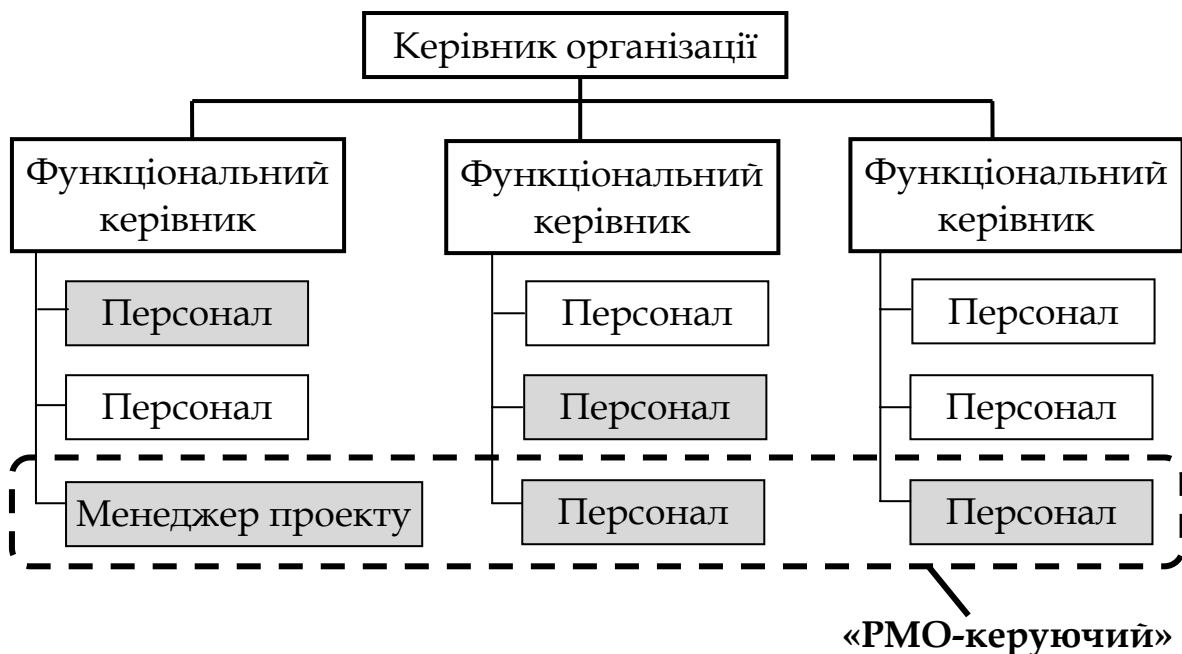 Керівник організації
Функціональний
керівник
Функціональний
керівник
Функціональний
керівник
Персонал
Персонал
Персонал
Персонал
Персонал
Персонал
Менеджер проекту
Персонал
Персонал
«РМО-керуючий»